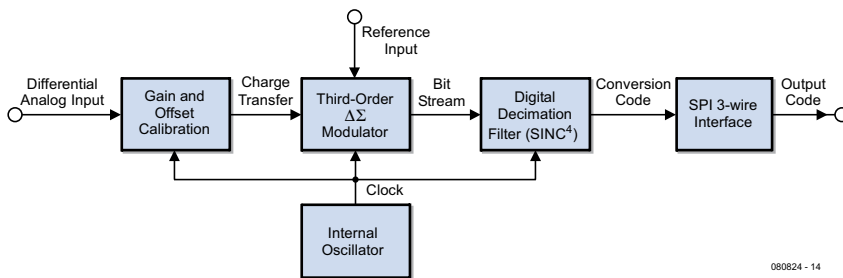 Reference
Input
Differential
Analog Input
Gain and
Offset
Calibration
Charge
Transfer
Third-Order
ΔΣ
Modulator
Bit
Stream
Digital
Decimation
Filter (SINC⁴)
Conversion
Code
SPI 3-wire
Interface
Output
Code
Clock
Internal
Oscillator
080824 - 14